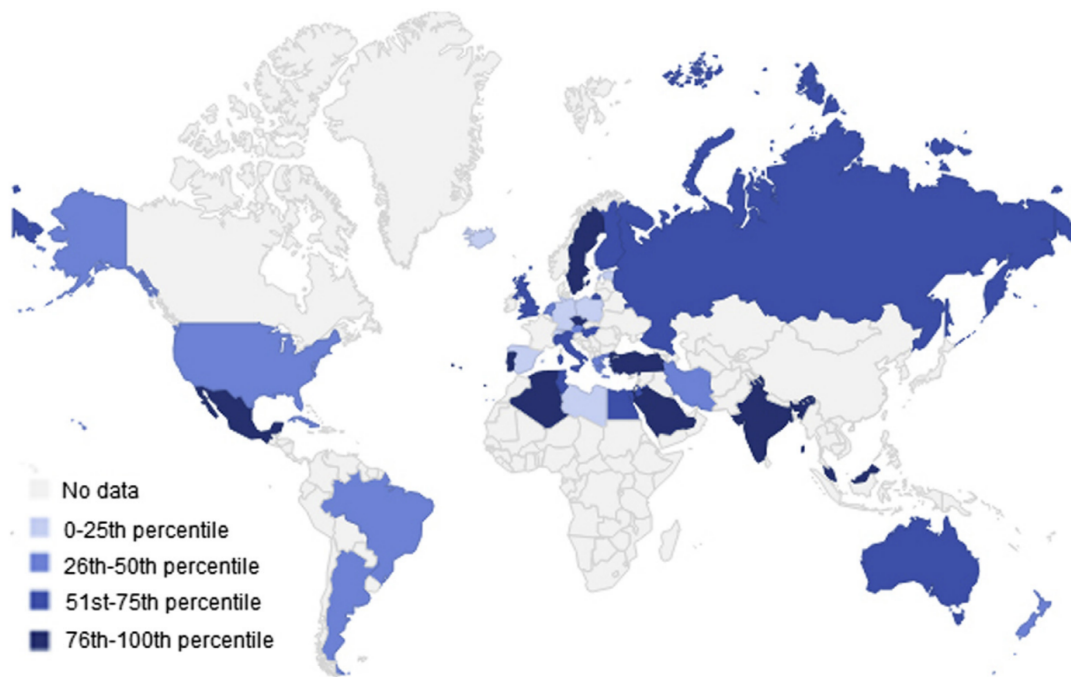 No data
0-25th percentile
26th-50th percentile
51st-75th percentile
76th-100th percentile